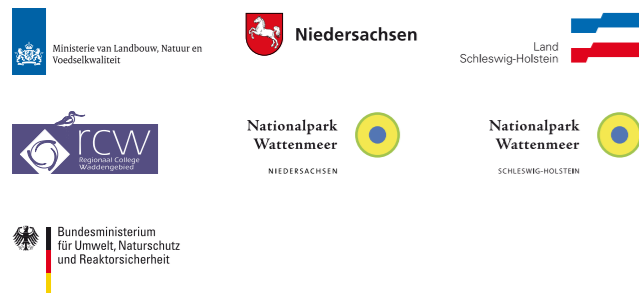 Ministerie van Landbouw, Natuur en
Voedselkwaliteit
Niedersachsen
Land
Schleswig-Holstein
rcw
Regionaal College
Waddengebied
Nationalpark
Wattenmeer
NIEDERSACHSEN
Nationalpark
Wattenmeer
SCHLESWIG-HOLSTEIN
Bundesministerium
für Umwelt, Naturschutz
und Reaktorsicherheit